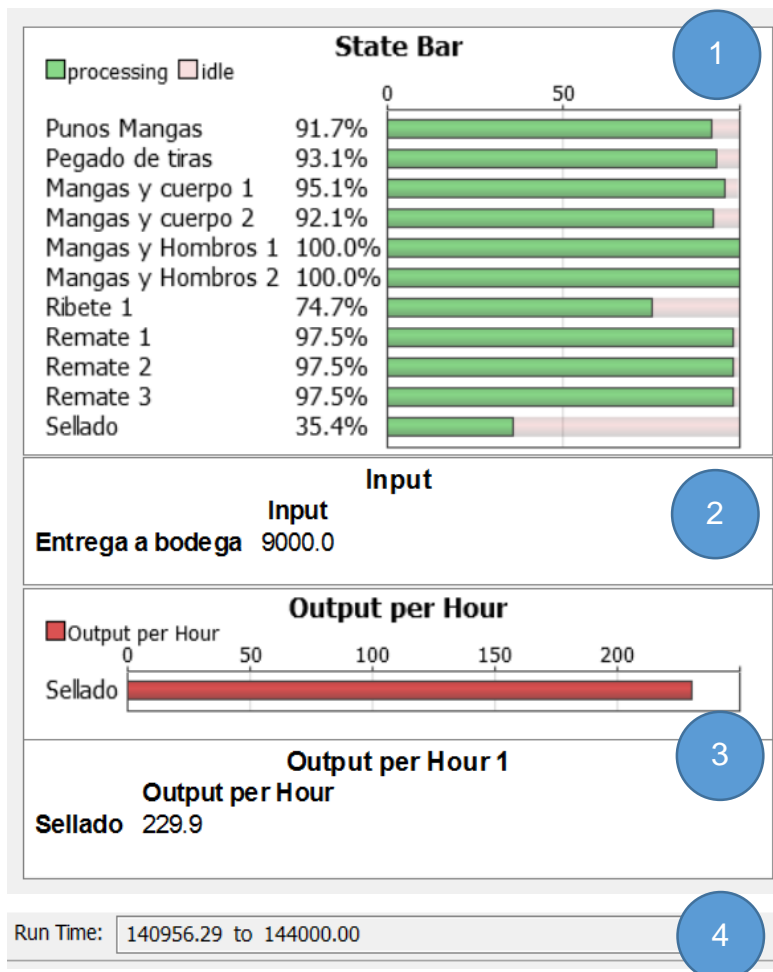 State Bar
1
processing idle
0 50
Punos Mangas 91.7%
Pegado de tiras 93.1%
Mangas y cuerpo 1 95.1%
Mangas y cuerpo 2 92.1%
Mangas y Hombros 1 100.0%
Mangas y Hombros 2 100.0%
Ribete 1 74.7%
Remate 1 97.5%
Remate 2 97.5%
Remate 3 97.5%
Sellado 35.4%
Input
2
Input
Entrega a bodega 9000.0
Output per Hour
Output per Hour
0 50 100 150 200
Sellado
3
Output per Hour 1
Output per Hour
Sellado 229.9
Run Time: 140956.29 to 144000.00
4